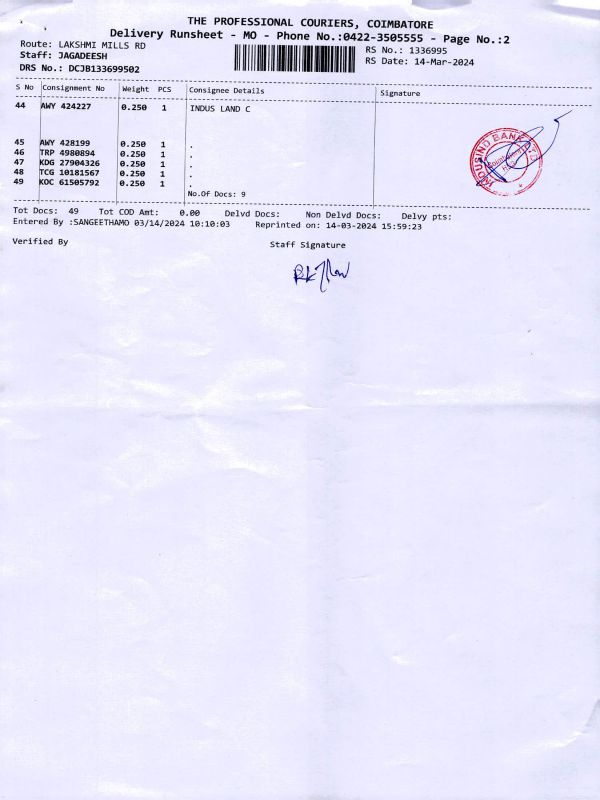 THE PROFESSIONAL COURIERS, COIMBATORE
Delivery Runsheet - MO - Phone No.:0422-3505555 - Page No.:2
Route: LAKSHMI MILLS RD
RS No.: 1336995
Staff: JAGADEESH
RS Date: 14-Mar-2024
DRS No.: DCJB133699502
S No Consignment No Weight PCS Consignee Details Signature
44 AWY 424227 0.250 1 INDUS LAND C
INDUSIND BANK LTD
45 AWY 428199 0.250 1 .
46 TRP 4980894 0.250 1 .
47 KDG 27904326 0.250 1 .
48 TCG 10181567 0.250 1 .
49 KOC 61505792 0.250 1 .
No.Of Docs: 9
Tot Docs: 49 Tot COD Amt: 0.00 Delvd Docs: Non Delvd Docs: Delvy pts:
Entered By :SANGEETHAMO 03/14/2024 10:10:03 Reprinted on: 14-03-2024 15:59:23
Verified By Staff Signature